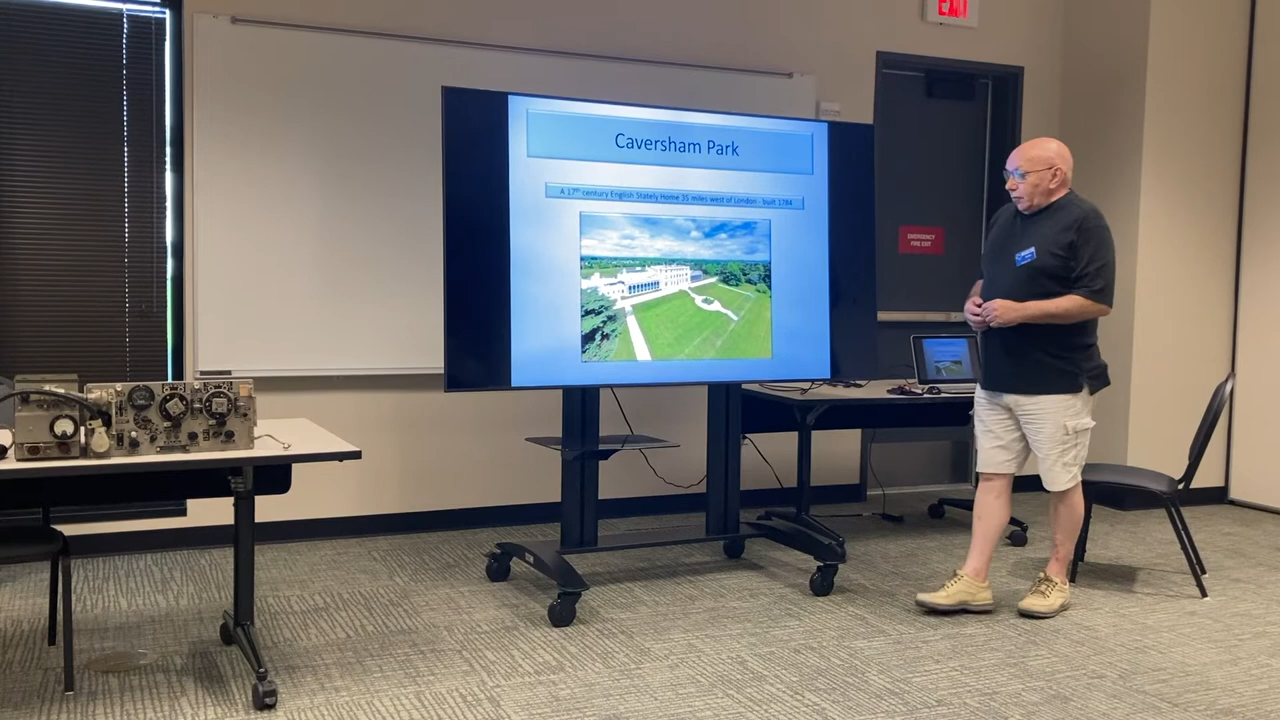 EXIT
Caversham Park
A 17th century English Stately Home 35 miles west of London - built 1784
EMERGENCY
FIRE EXIT